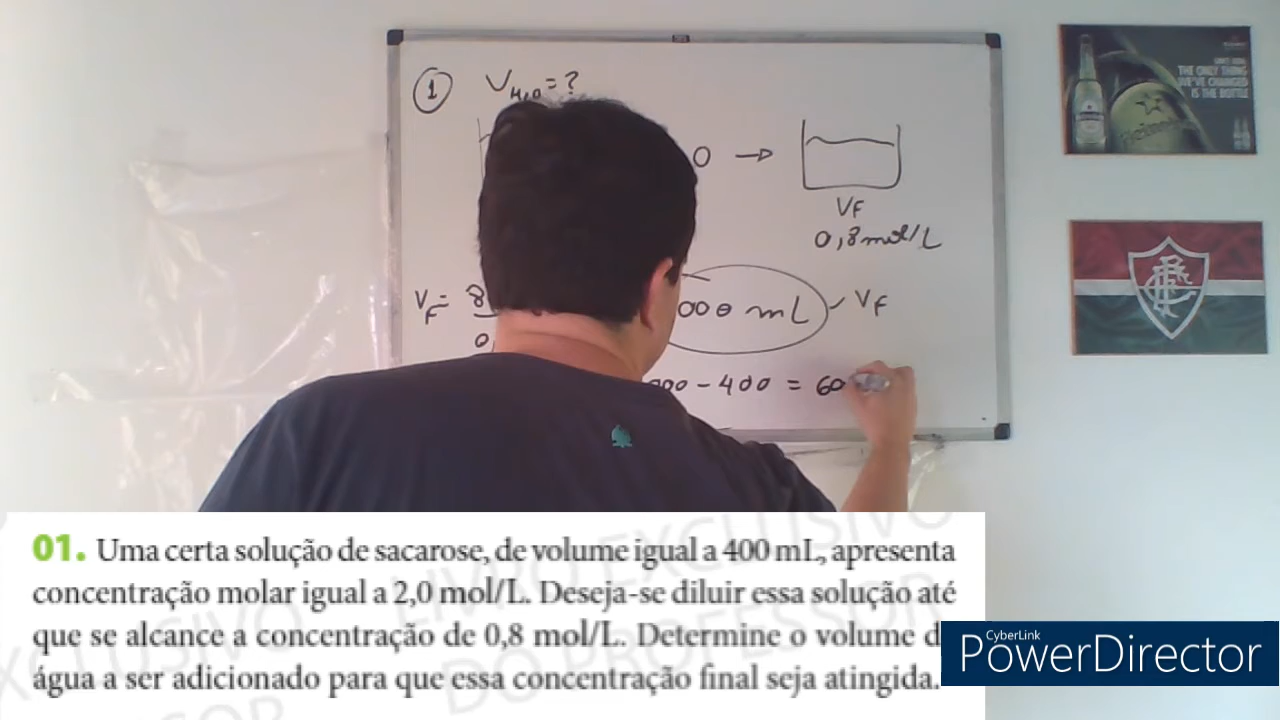 ① V H₂O = ?
O →
VF
0,8 mol/L
VF = 8
000 mL
VF
000 - 400 = 60
THE ONLY THING
WE'VE CHANGED
IS THE BOTTLE
01. Uma certa solução de sacarose, de volume igual a 400 mL, apresenta
concentração molar igual a 2,0 mol/L. Deseja-se diluir essa solução até
que se alcance a concentração de 0,8 mol/L. Determine o volume d
água a ser adicionado para que essa concentração final seja atingida.
CyberLink
PowerDirector